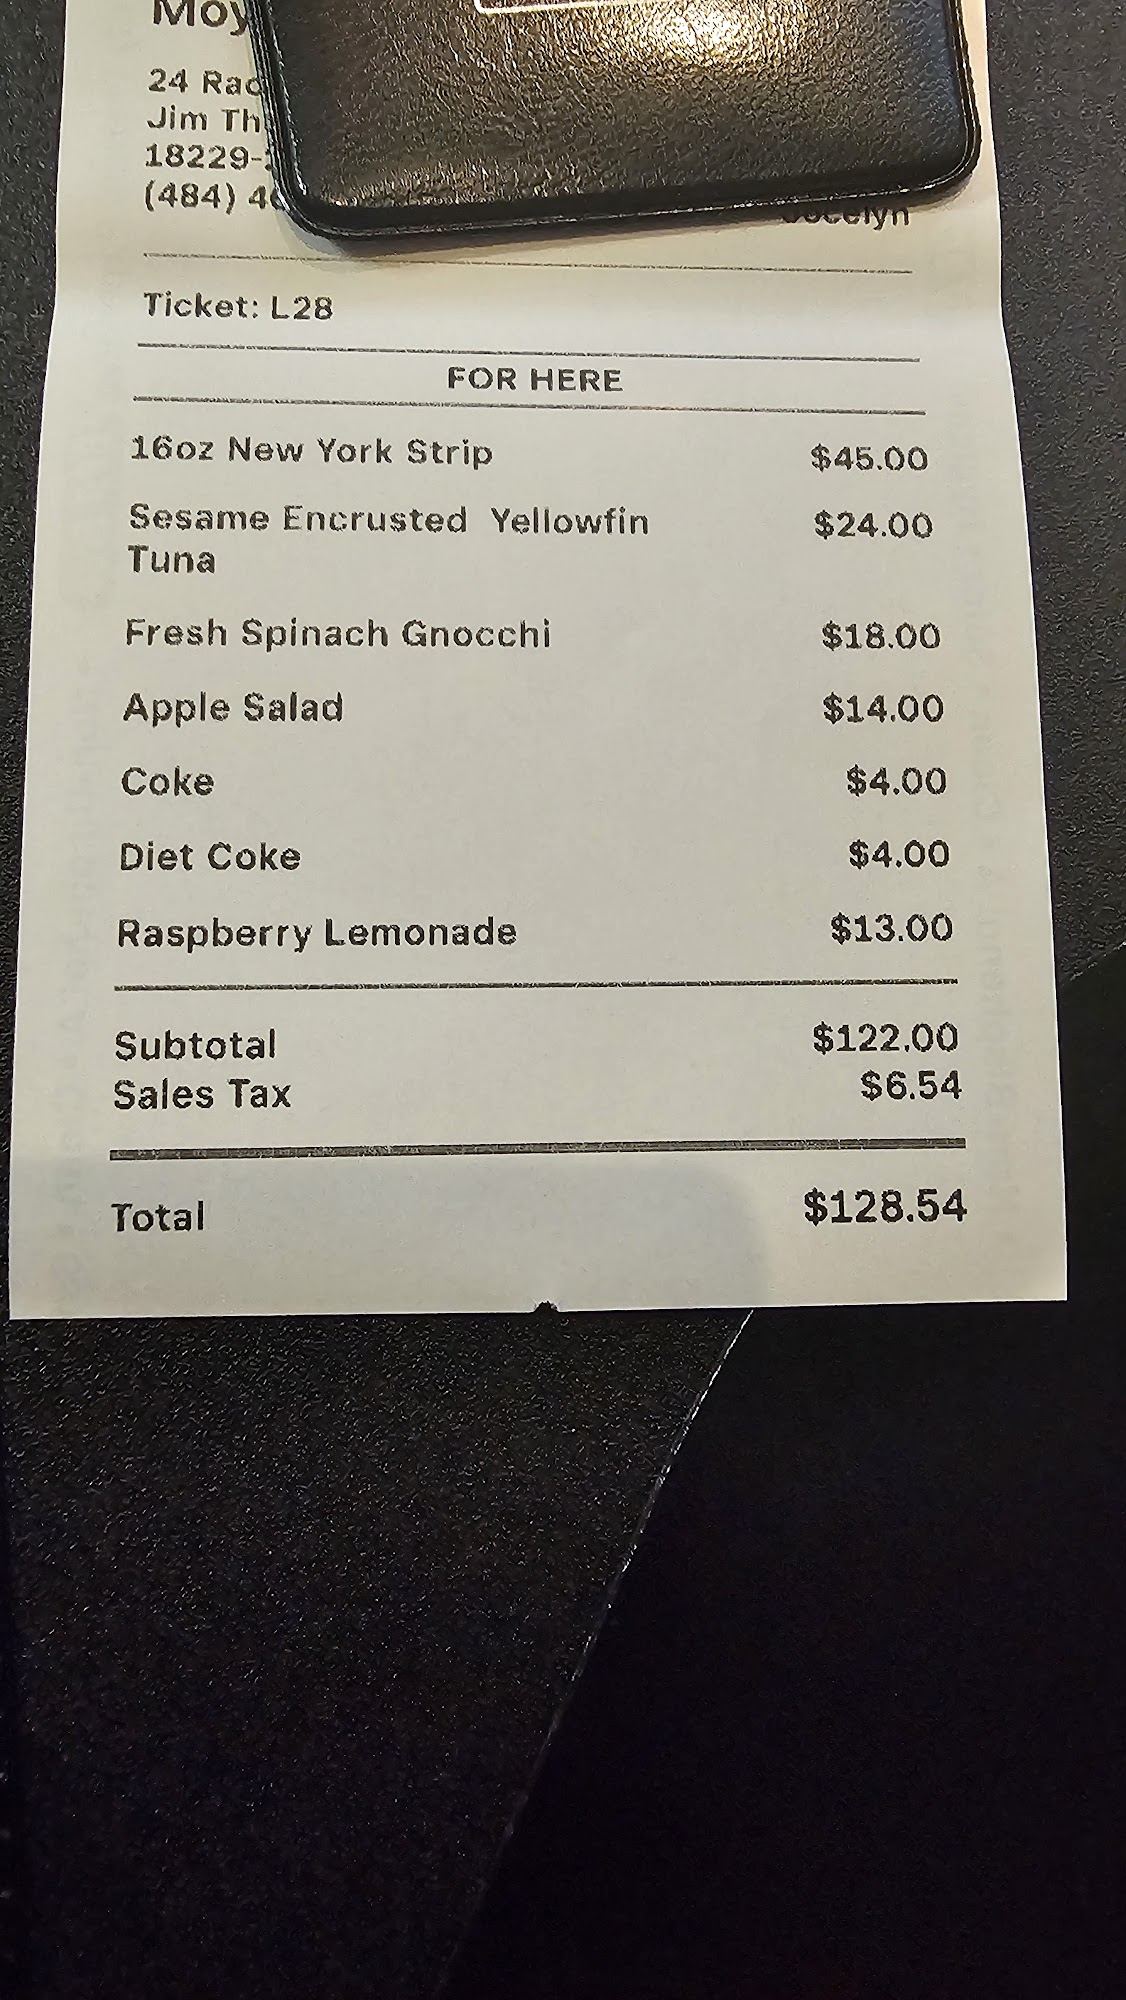 Moy
24 Rac
Jim Th
18229-
(484) 4
Jocelyn
Ticket: L28
FOR HERE
16oz New York Strip $45.00
Sesame Encrusted Yellowfin $24.00
Tuna
Fresh Spinach Gnocchi $18.00
Apple Salad $14.00
Coke $4.00
Diet Coke $4.00
Raspberry Lemonade $13.00
Subtotal $122.00
Sales Tax $6.54
Total $128.54